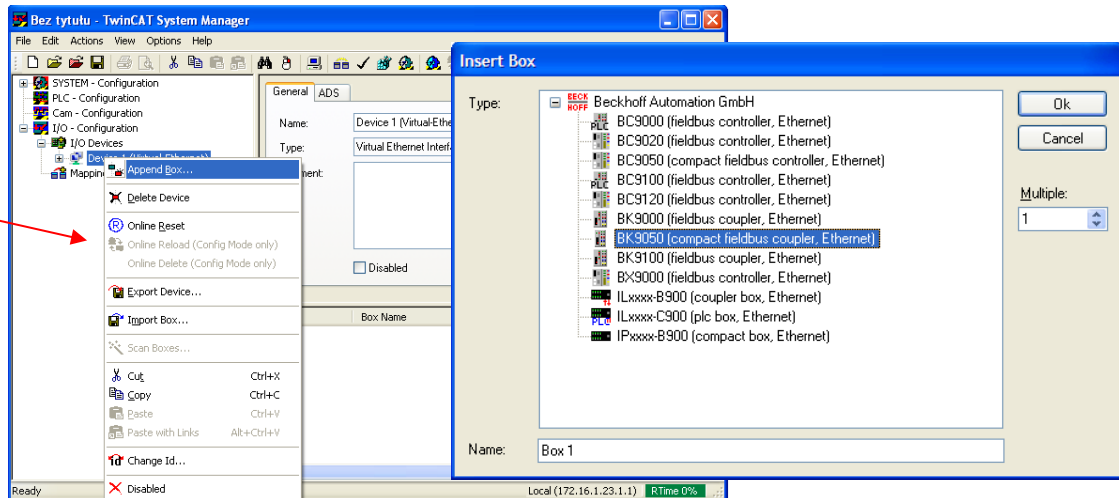 Bez tytułu - TwinCAT System Manager
File Edit Actions View Options Help
SYSTEM - Configuration
PLC - Configuration
Cam - Configuration
I/O - Configuration
I/O Devices
Device 1 (Virtual-Ethernet)
Mapping
General ADS
Name: Device 1 (Virtual-Ethe
Type: Virtual Ethernet Interf
ment:
Disabled
Box Name
Append Box...
Delete Device
Online Reset
Online Reload (Config Mode only)
Online Delete (Config Mode only)
Export Device...
Import Box...
Scan Boxes...
Cut Ctrl+X
Copy Ctrl+C
Paste Ctrl+V
Paste with Links Alt+Ctrl+V
Change Id...
Disabled
Ready
Local (172.16.1.23.1.1) RTime 0%
Insert Box
Type:
BECKHOFF Beckhoff Automation GmbH
BC9000 (fieldbus controller, Ethernet)
BC9020 (fieldbus controller, Ethernet)
BC9050 (compact fieldbus controller, Ethernet)
BC9100 (fieldbus controller, Ethernet)
BC9120 (fieldbus controller, Ethernet)
BK9000 (fieldbus coupler, Ethernet)
BK9050 (compact fieldbus coupler, Ethernet)
BK9100 (fieldbus coupler, Ethernet)
BX9000 (fieldbus controller, Ethernet)
ILxxxx-B900 (coupler box, Ethernet)
ILxxxx-C900 (plc box, Ethernet)
IPxxxx-B900 (compact box, Ethernet)
Ok
Cancel
Multiple:
1
Name: Box 1